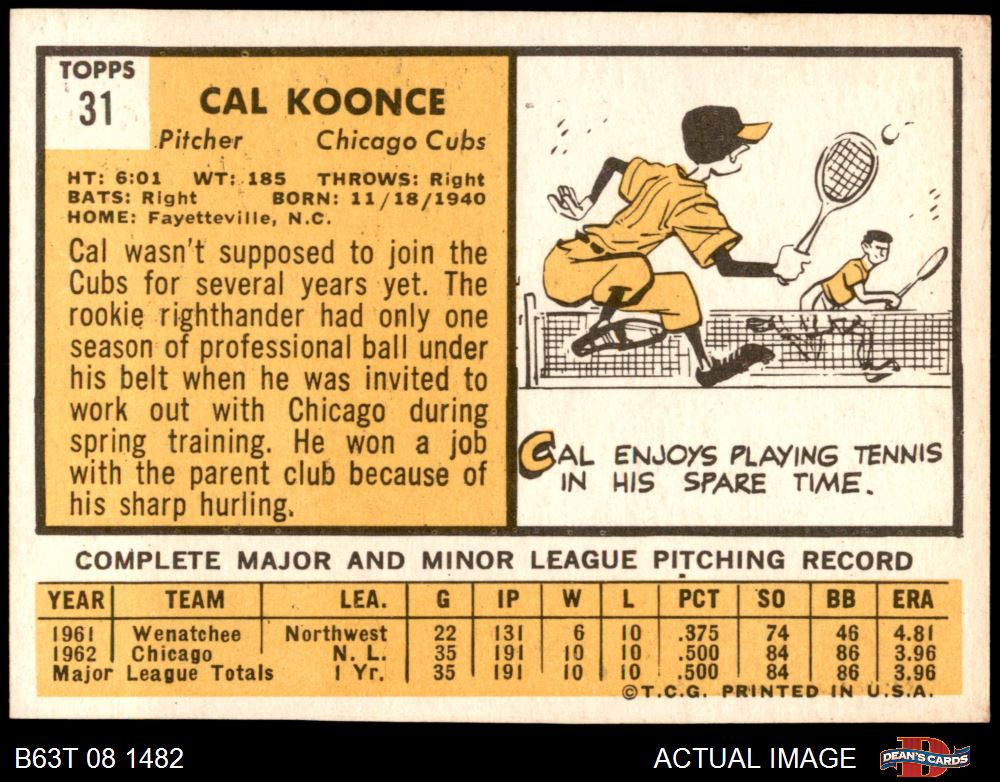 TOPPS
31
CAL KOONCE
Pitcher Chicago Cubs
HT: 6:01 WT: 185 THROWS: Right
BATS: Right BORN: 11/18/1940
HOME: Fayetteville, N.C.
Cal wasn't supposed to join the
Cubs for several years yet. The
rookie righthander had only one
season of professional ball under
his belt when he was invited to
work out with Chicago during
spring training. He won a job
with the parent club because of
his sharp hurling.
CAL ENJOYS PLAYING TENNIS
IN HIS SPARE TIME.
COMPLETE MAJOR AND MINOR LEAGUE PITCHING RECORD
YEAR TEAM LEA. G IP W L PCT SO BB ERA
1961 Wenatchee Northwest 22 131 6 10 .375 74 46 4.81
1962 Chicago N. L. 35 191 10 10 .500 84 86 3.96
Major League Totals 1 Yr. 35 191 10 10 .500 84 86 3.96
©T.C.G. PRINTED IN U.S.A.
B63T 08 1482 ACTUAL IMAGE DEAN'S CARDS